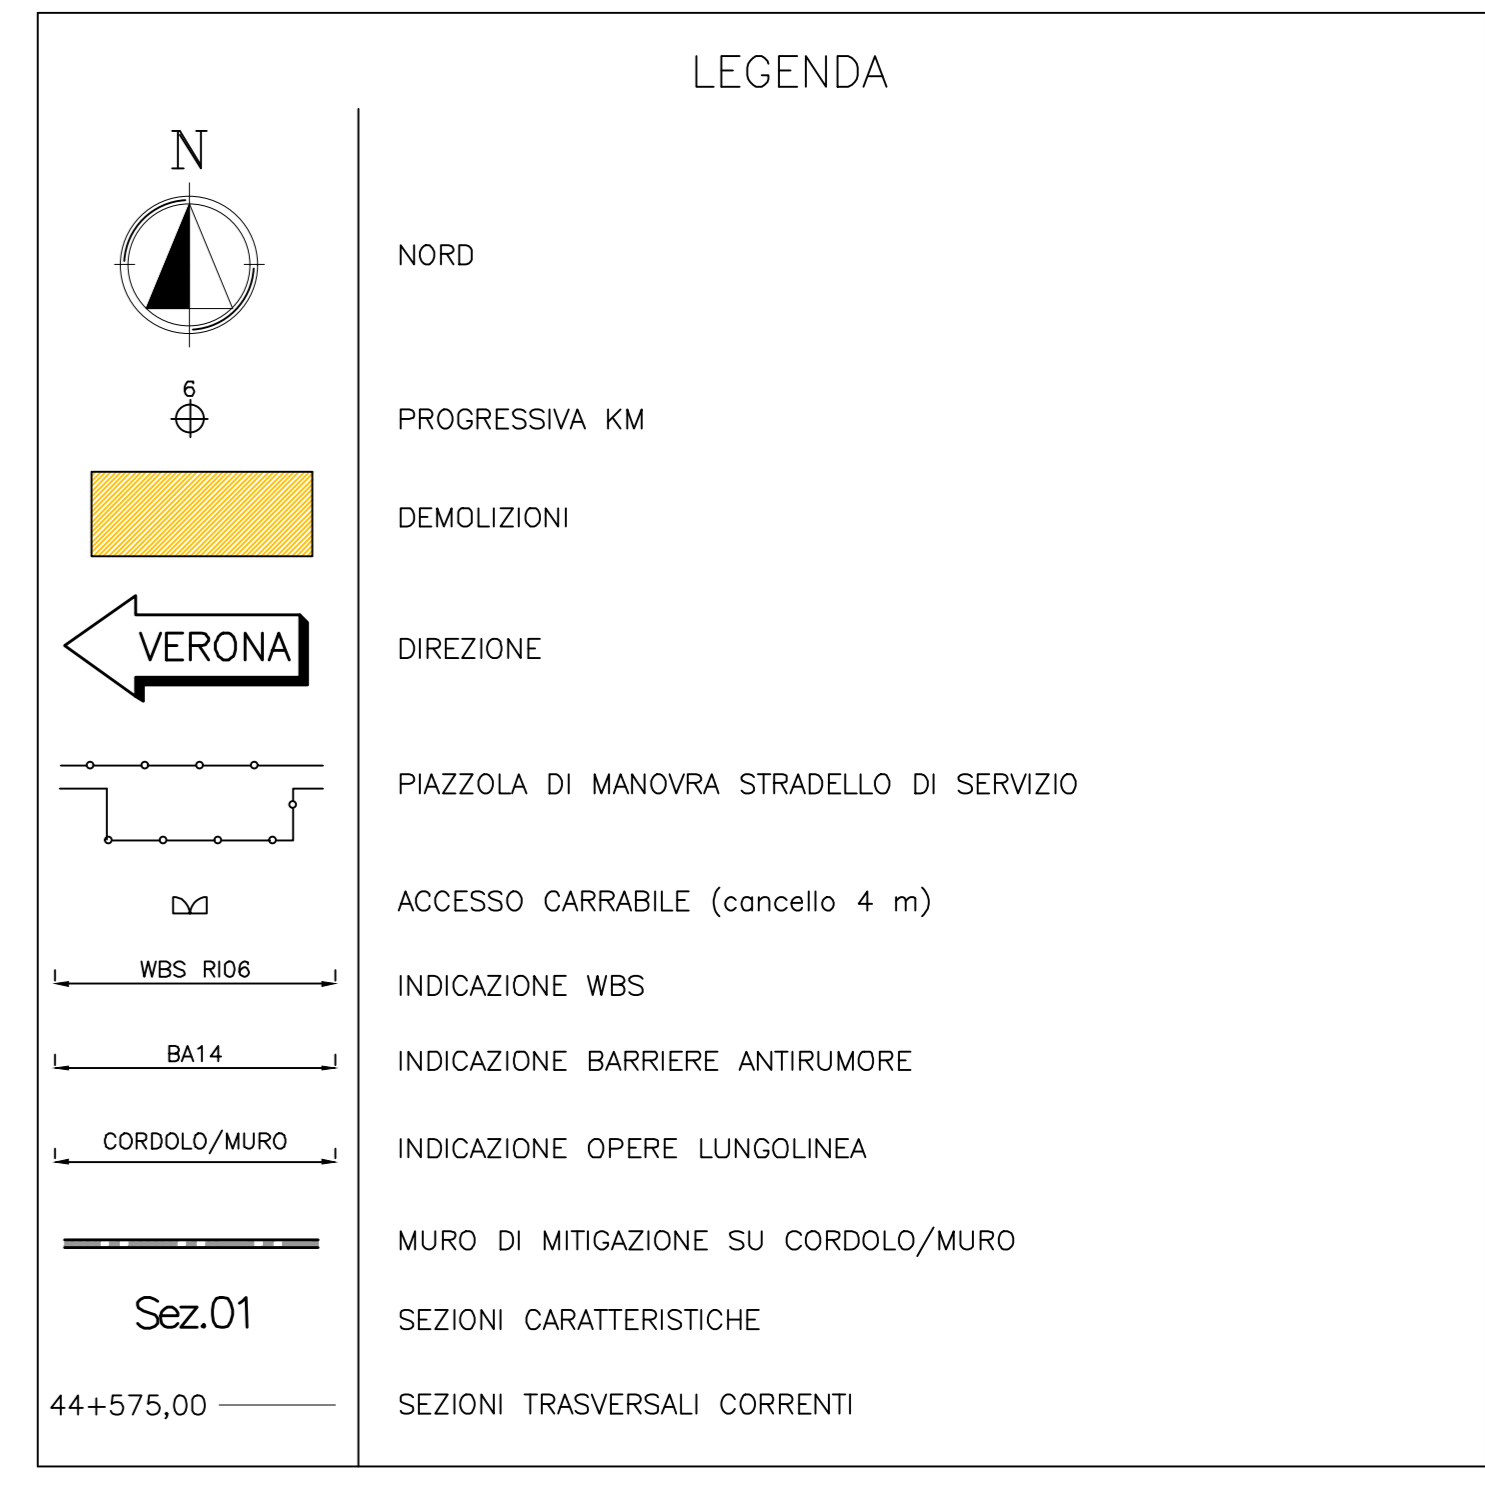 LEGENDA
N
NORD
6
PROGRESSIVA KM
DEMOLIZIONI
VERONA
DIREZIONE
PIAZZOLA DI MANOVRA STRADELLO DI SERVIZIO
ACCESSO CARRABILE (cancello 4 m)
WBS RI06
INDICAZIONE WBS
BA14
INDICAZIONE BARRIERE ANTIRUMORE
CORDOLO/MURO
INDICAZIONE OPERE LUNGOLINEA
MURO DI MITIGAZIONE SU CORDOLO/MURO
Sez.01
SEZIONI CARATTERISTICHE
44+575,00
SEZIONI TRASVERSALI CORRENTI